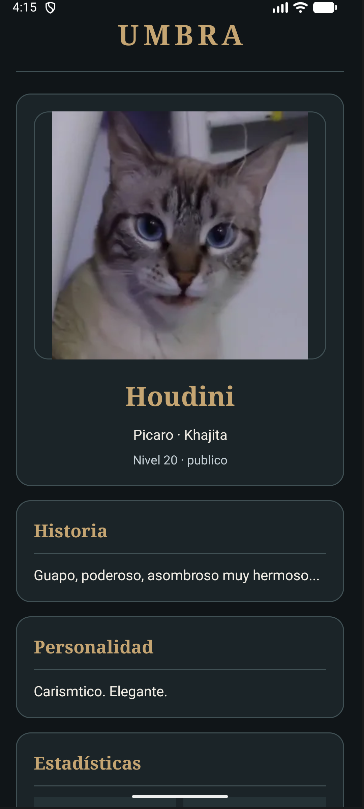 4:15
UMBRA
Houdini
Picaro · Khajita
Nivel 20 · publico
Historia
Guapo, poderoso, asombroso muy hermoso...
Personalidad
Carismtico. Elegante.
Estadísticas